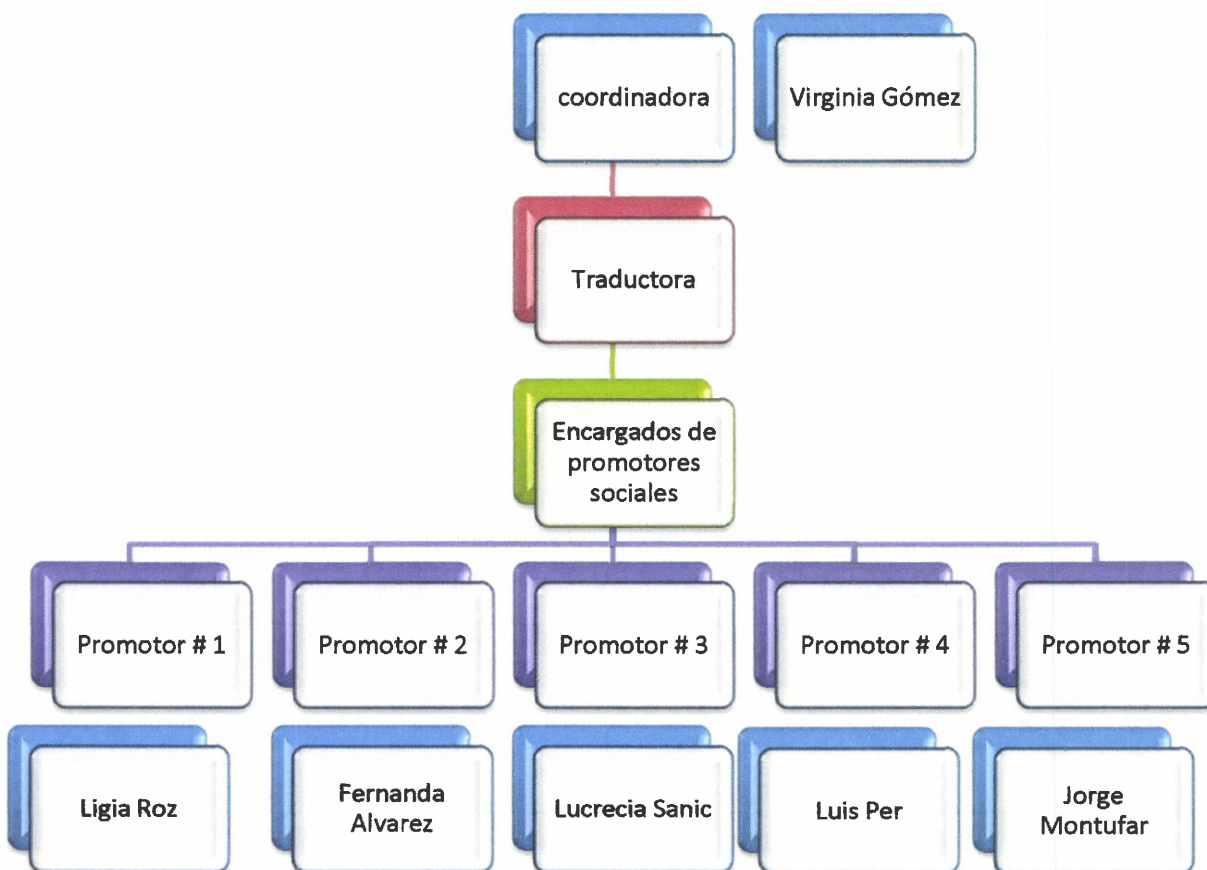 coordinadora
Virginia Gómez
Traductora
Encargados de
promotores
sociales
Promotor # 1
Promotor # 2
Promotor # 3
Promotor # 4
Promotor # 5
Ligia Roz
Fernanda
Alvarez
Lucrecia Sanic
Luis Per
Jorge
Montufar